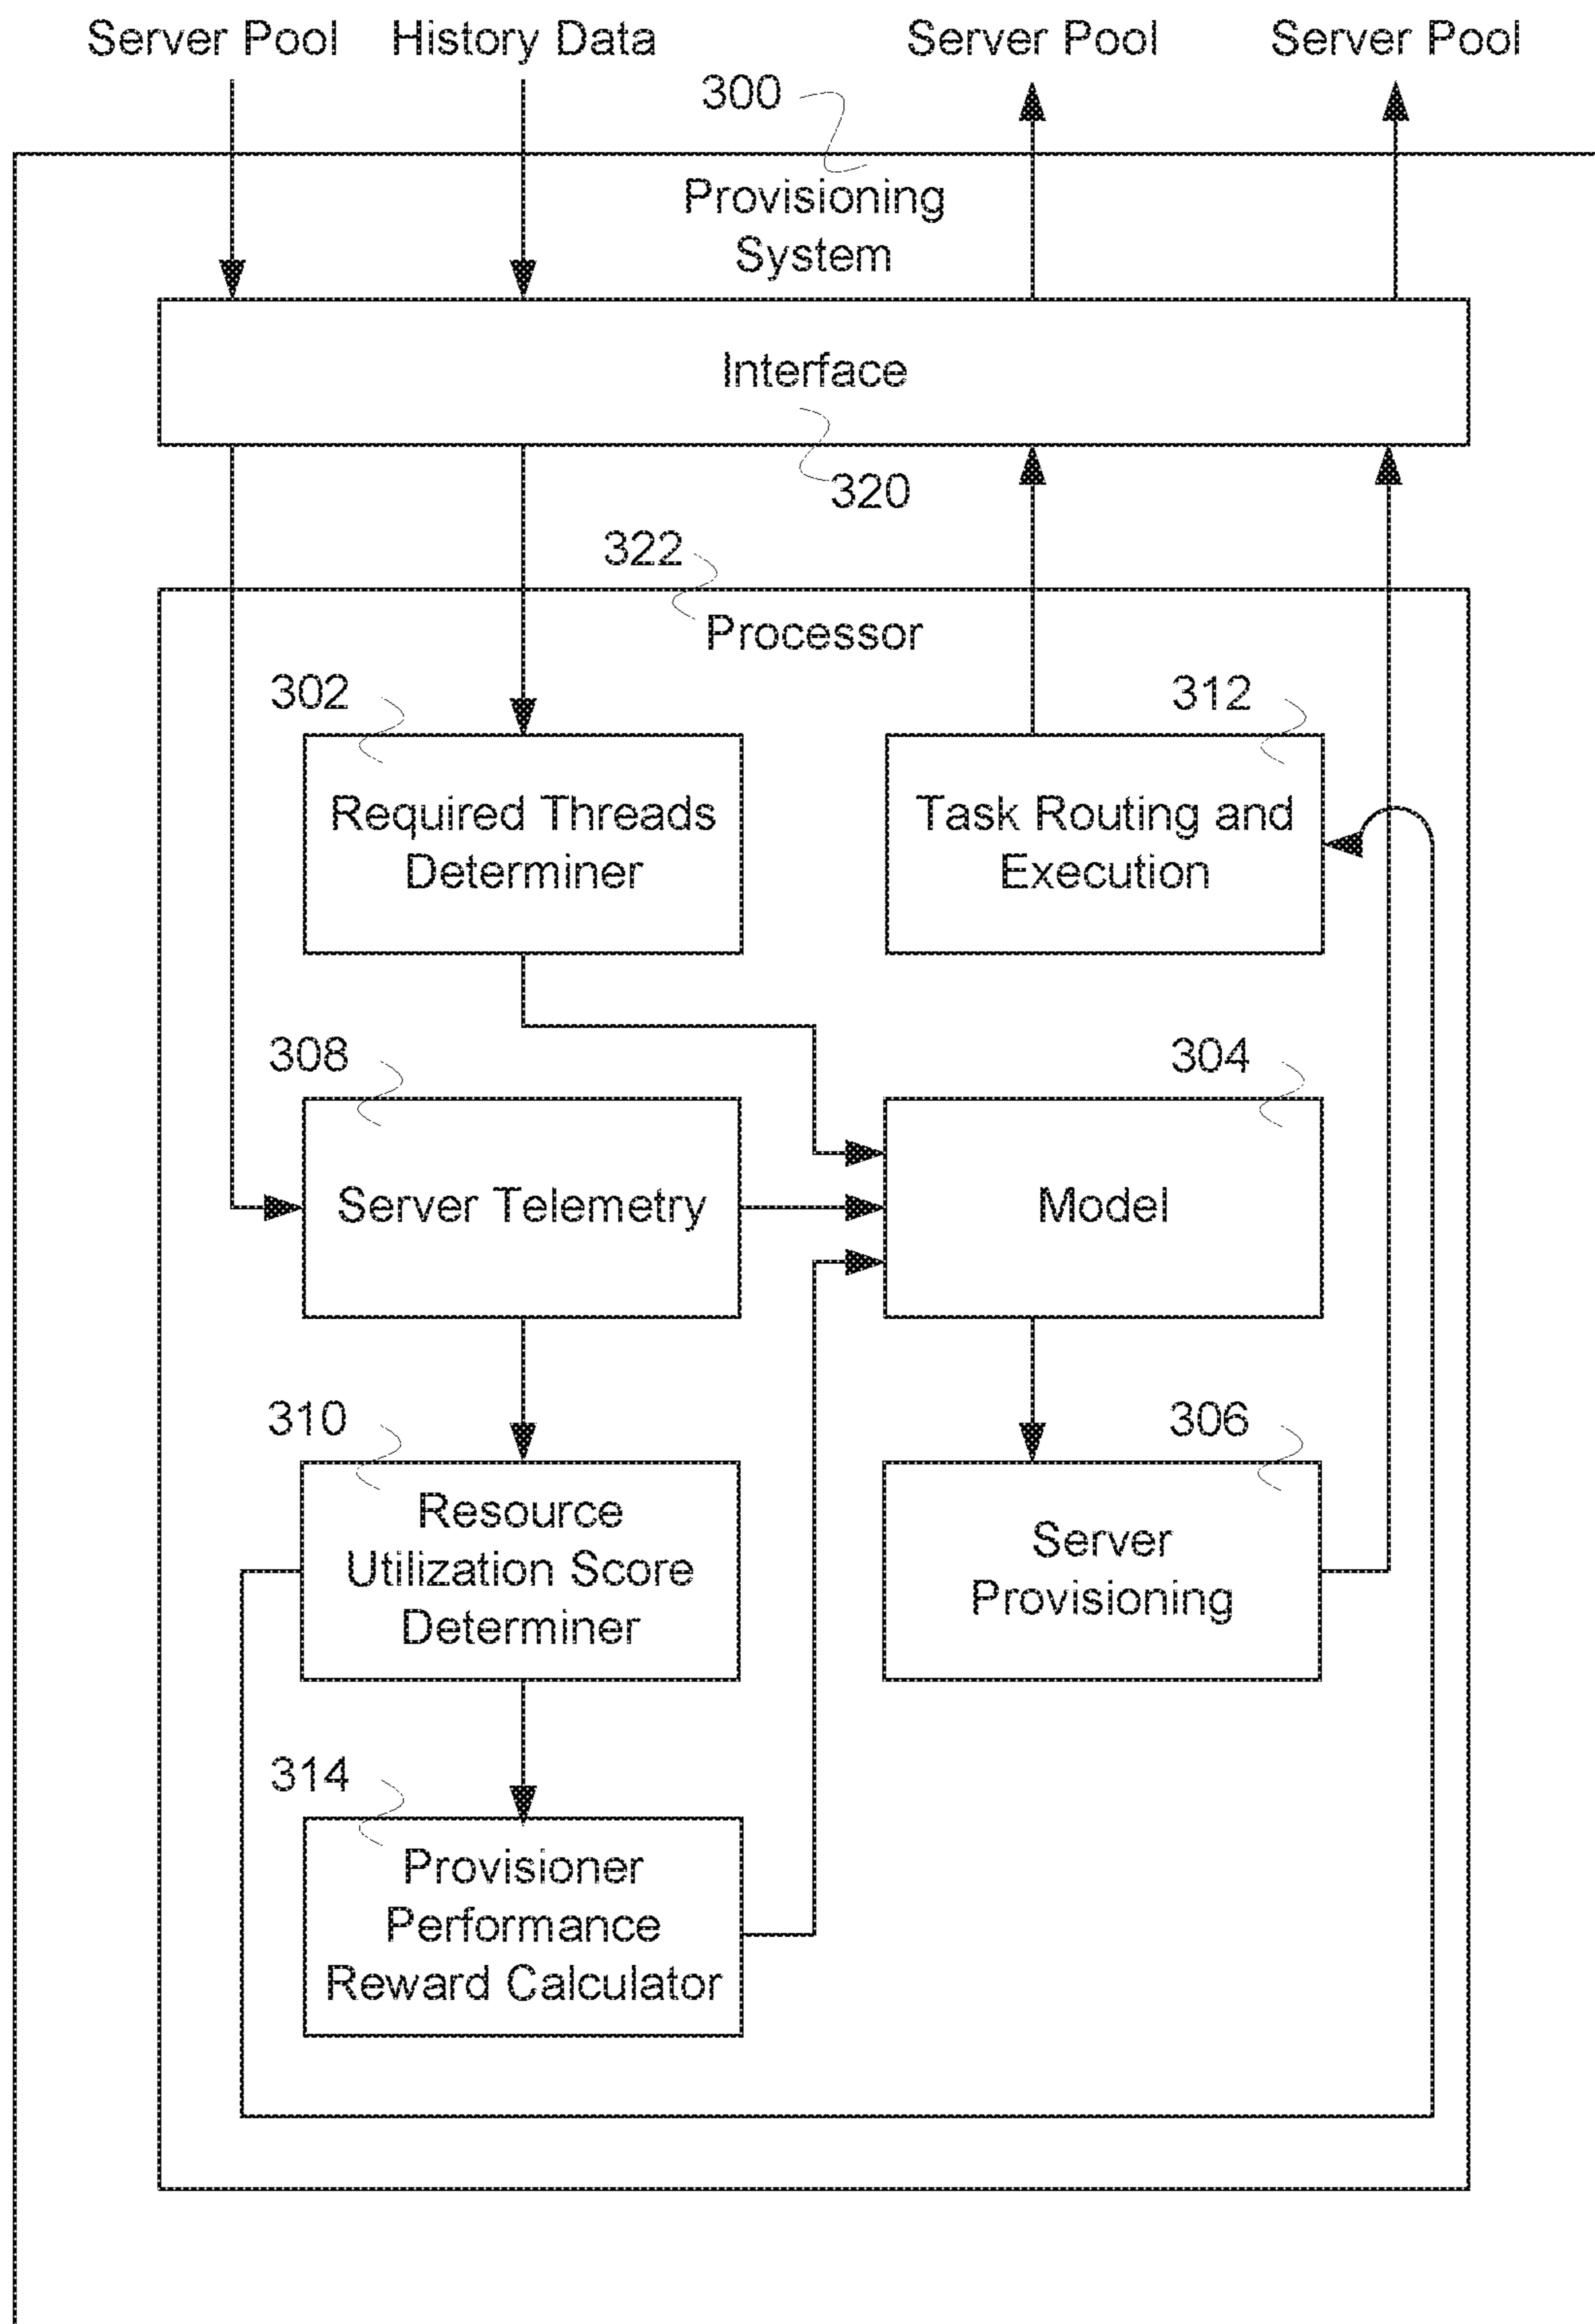 Server Pool
History Data
Server Pool
Server Pool
300
Provisioning
System
Interface
320
322
Processor
302
312
Required Threads
Determiner
Task Routing and
Execution
308
304
Server Telemetry
Model
310
306
Resource
Utilization Score
Determiner
Server
Provisioning
314
Provisioner
Performance
Reward Calculator